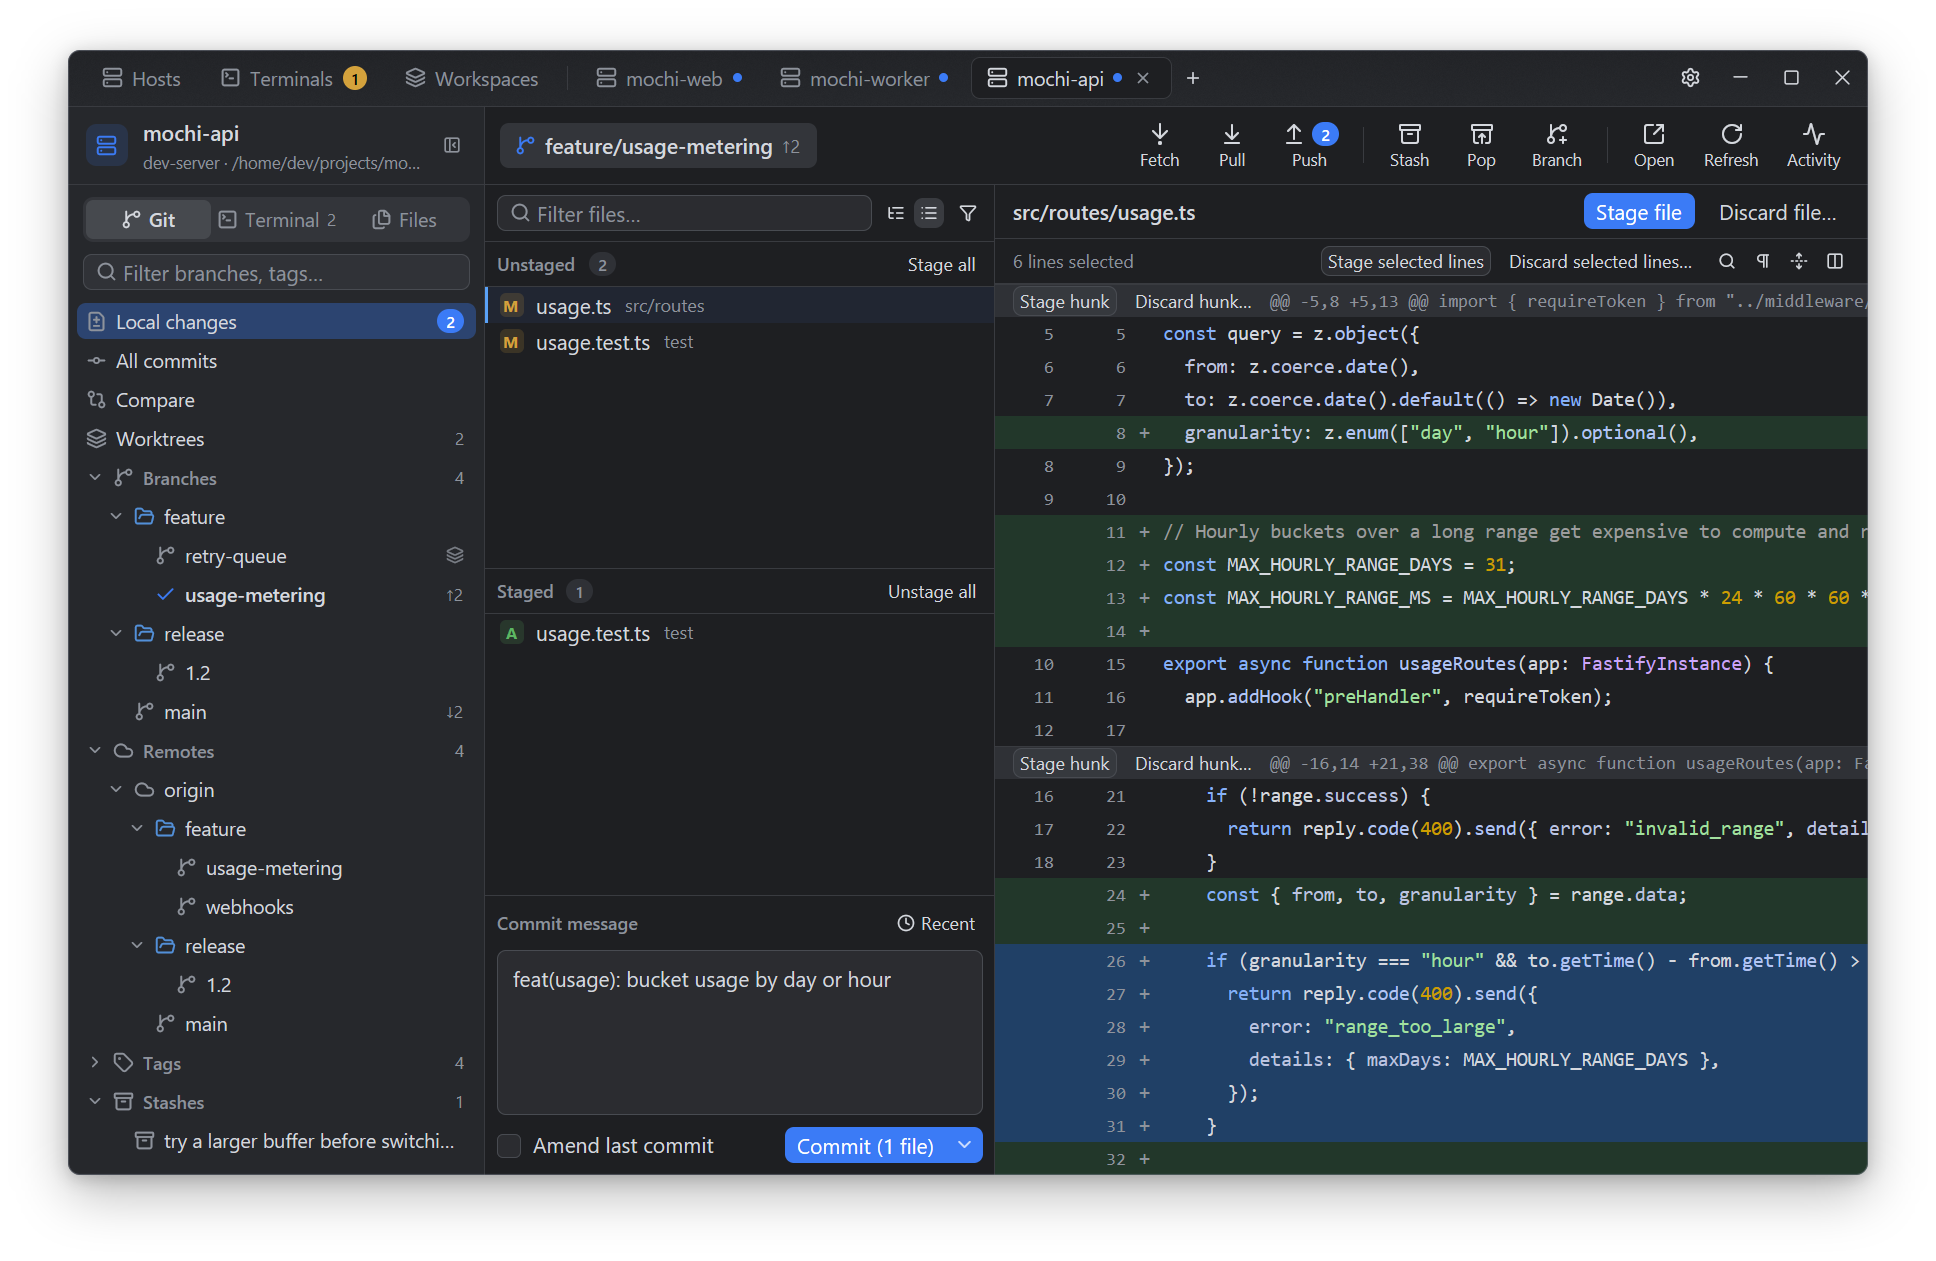 Hosts
Terminals 1
Workspaces
mochi-web
mochi-worker
mochi-api
mochi-api
dev-server · /home/dev/projects/mo...
Git
Terminal 2
Files
Filter branches, tags...
Local changes 2
All commits
Compare
Worktrees 2
Branches 4
feature
retry-queue
usage-metering ↑2
release
1.2
main ↓2
Remotes 4
origin
feature
usage-metering
webhooks
release
1.2
main
Tags 4
Stashes 1
try a larger buffer before switchi...
feature/usage-metering ↑2
Fetch
Pull
Push 2
Stash
Pop
Branch
Open
Refresh
Activity
Filter files...
Unstaged 2 Stage all
M usage.ts src/routes
M usage.test.ts test
Staged 1 Unstage all
A usage.test.ts test
Commit message Recent
feat(usage): bucket usage by day or hour
Amend last commit
Commit (1 file)
src/routes/usage.ts
Stage file
Discard file...
6 lines selected
Stage selected lines
Discard selected lines...
Stage hunk Discard hunk... @@ -5,8 +5,13 @@ import { requireToken } from "../middleware/
5 5 const query = z.object({
6 6 from: z.coerce.date(),
7 7 to: z.coerce.date().default(() => new Date()),
8 + granularity: z.enum(["day", "hour"]).optional(),
8 9 });
9 10
11 + // Hourly buckets over a long range get expensive to compute and
12 + const MAX_HOURLY_RANGE_DAYS = 31;
13 + const MAX_HOURLY_RANGE_MS = MAX_HOURLY_RANGE_DAYS * 24 * 60 * 60 *
14 +
10 15 export async function usageRoutes(app: FastifyInstance) {
11 16 app.addHook("preHandler", requireToken);
12 17
Stage hunk Discard hunk... @@ -16,14 +21,38 @@ export async function usageRoutes(app: Fa
16 21 if (!range.success) {
17 22 return reply.code(400).send({ error: "invalid_range", detail
18 23 }
24 + const { from, to, granularity } = range.data;
25 +
26 + if (granularity === "hour" && to.getTime() - from.getTime() >
27 + return reply.code(400).send({
28 + error: "range_too_large",
29 + details: { maxDays: MAX_HOURLY_RANGE_DAYS },
30 + });
31 + }
32 +